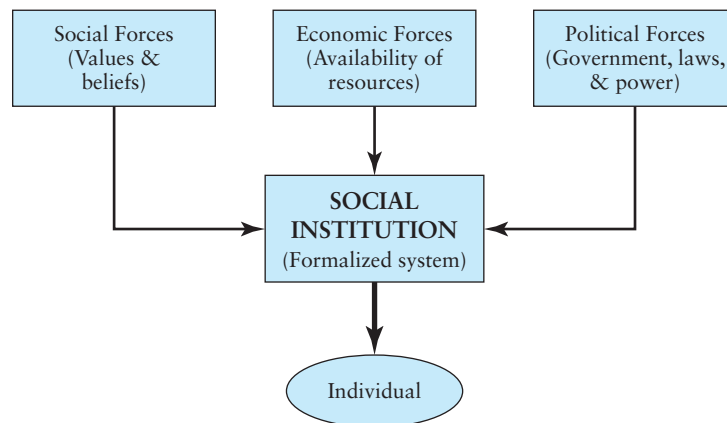 Social Forces
(Values &
beliefs)
Economic Forces
(Availability of
resources)
Political Forces
(Government, laws,
& power)
SOCIAL
INSTITUTION
(Formalized system)
Individual